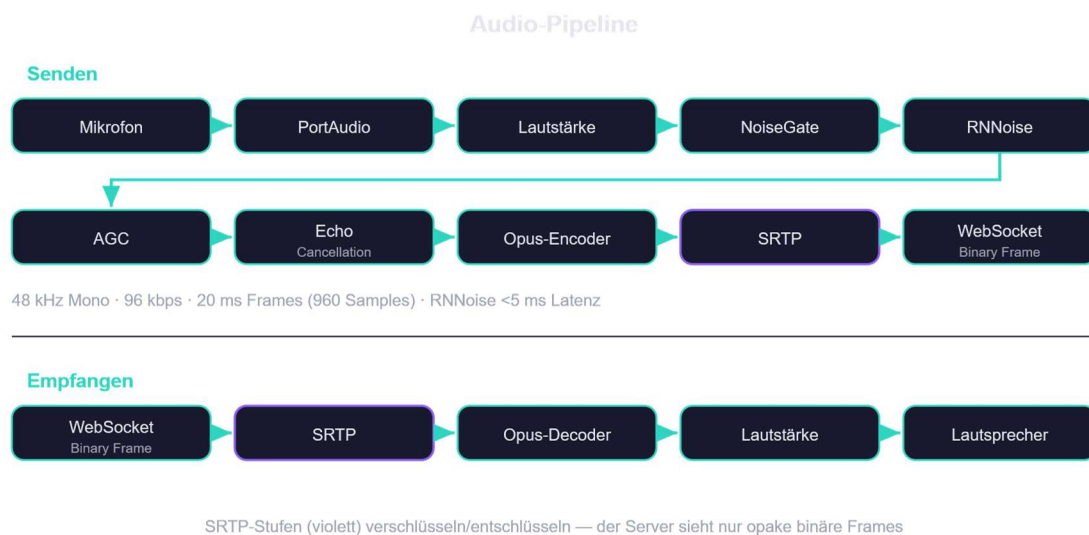 Audio-Pipeline
Senden
Mikrofon
PortAudio
Lautstärke
NoiseGate
RNNoise
AGC
Echo
Cancellation
Opus-Encoder
SRTP
WebSocket
Binary Frame
48 kHz Mono · 96 kbps · 20 ms Frames (960 Samples) · RNNoise <5 ms Latenz
Empfangen
WebSocket
Binary Frame
SRTP
Opus-Decoder
Lautstärke
Lautsprecher
SRTP-Stufen (violett) verschlüsseln/entschlüsseln — der Server sieht nur opake binäre Frames